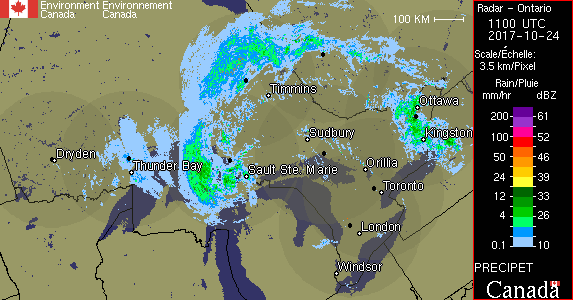 Environment Environnement
Canada Canada
100 KM
Timmins
Ottawa
Kingston
Sudbury
Dryden
Thunder Bay
Sault Ste. Marie
Orillia
Toronto
London
Windsor
Radar - Ontario
1100 UTC
2017-10-24
Scale/Échelle:
3.5 km/Pixel
Rain/Pluie
mm/hr dBZ
200 61
100 52
50 46
24 39
12 33
4 26
0.1 10
PRECIPET
Canada